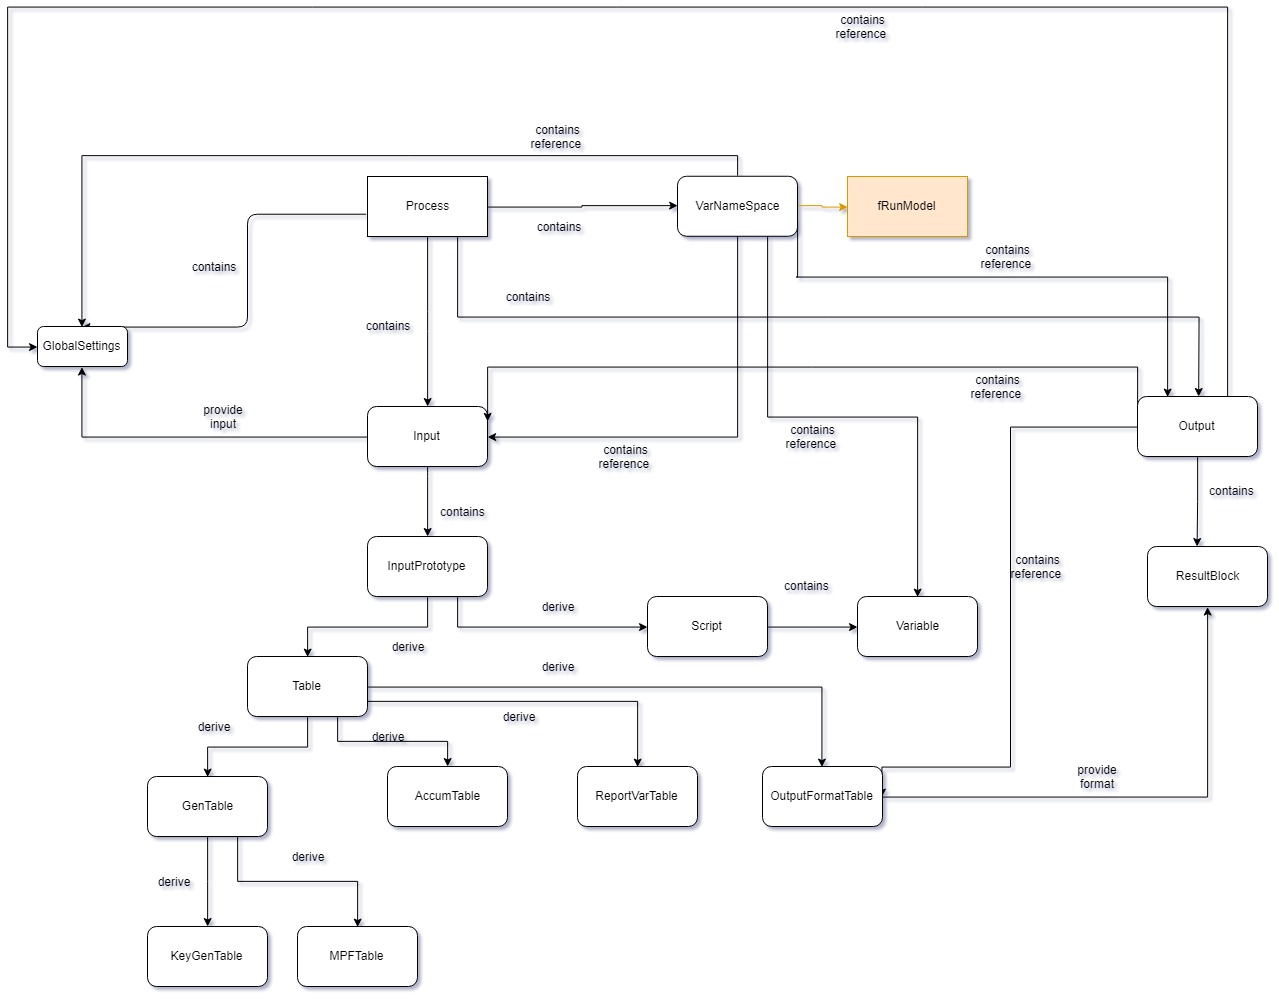 contains
reference
contains
reference
Process
VarNameSpace
fRunModel
contains
contains
reference
contains
contains
contains
GlobalSettings
contains
reference
provide
input
Input
contains
reference
Output
contains
reference
contains
contains
InputPrototype
contains
reference
ResultBlock
contains
derive
Script
Variable
derive
derive
Table
derive
derive
derive
provide
format
GenTable
AccumTable
ReportVarTable
OutputFormatTable
derive
derive
KeyGenTable
MPFTable